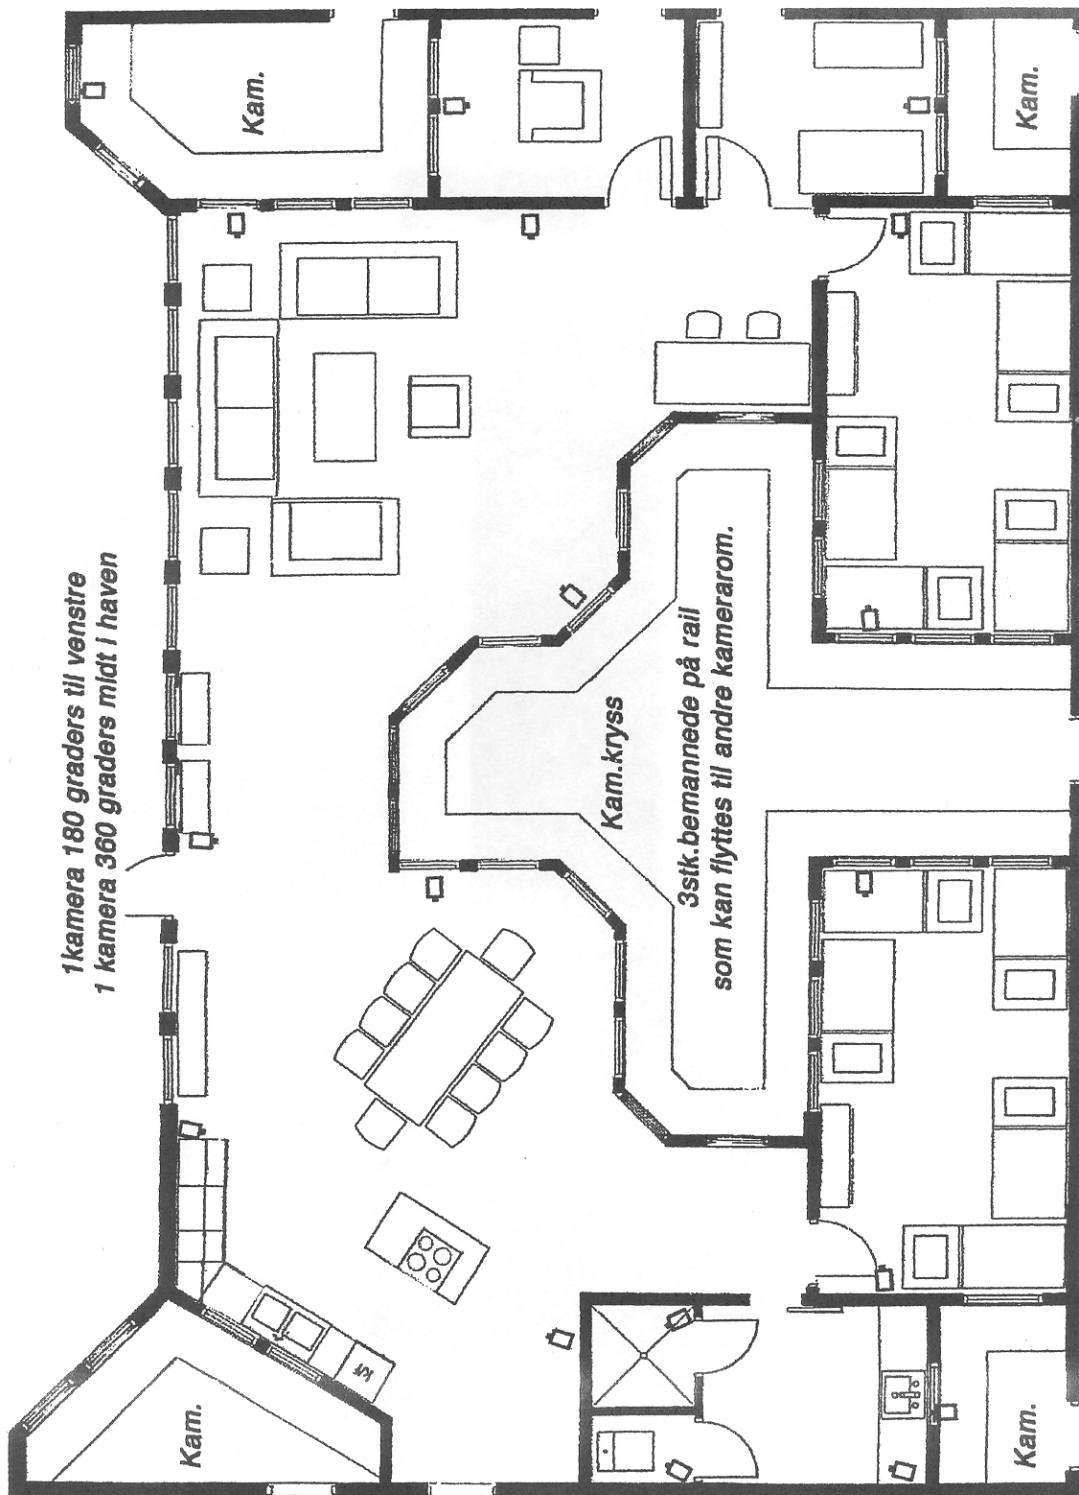 1kamera 180 graders til venstre
1 kamera 360 graders midt i haven
Kam.
Kam.
Kam.kryss
3stk.bemannede på rail
som kan flyttes til andre kamerarom.
Kam.
k/f
Kam.